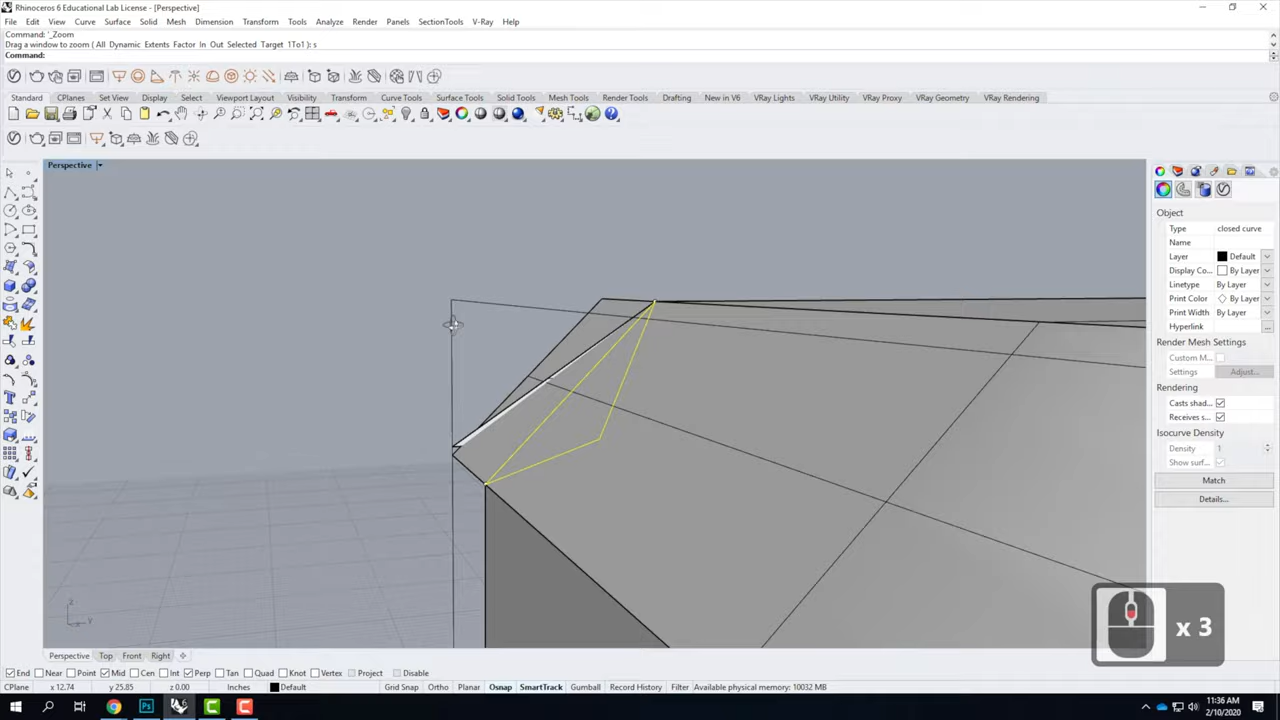 Rhinoceros 6 Educational Lab License - [Perspective]
File Edit View Curve Surface Solid Mesh Dimension Transform Tools Analyze Render Panels SectionTools V-Ray Help
Command: '_Zoom
Drag a window to zoom ( All Dynamic Extents Factor In Out Selected Target 1To1 ): s
Command:
Standard CPlanes Set View Display Select Viewport Layout Visibility Transform Curve Tools Surface Tools Solid Tools Mesh Tools Render Tools Drafting New in V6 VRay Lights VRay Utility VRay Proxy VRay Geometry VRay Rendering
Perspective
Object
Type closed curve
Name
Layer Default
Display Co... By Layer
Linetype By Layer
Print Color By Layer
Print Width By Layer
Hyperlink ...
Render Mesh Settings
Custom M...
Settings Adjust...
Rendering
Casts shad...
Receives s...
Isocurve Density
Density 1
Show surf...
Match
Details...
z
x y
x 3
Perspective Top Front Right
End Near Point Mid Cen Int Perp Tan Quad Knot Vertex Project Disable
CPlane x 12.74 y 25.85 z 0.00 Inches Default Grid Snap Ortho Planar Osnap SmartTrack Gumball Record History Filter Available physical memory: 10032 MB
Ps
11:36 AM
2/10/2020